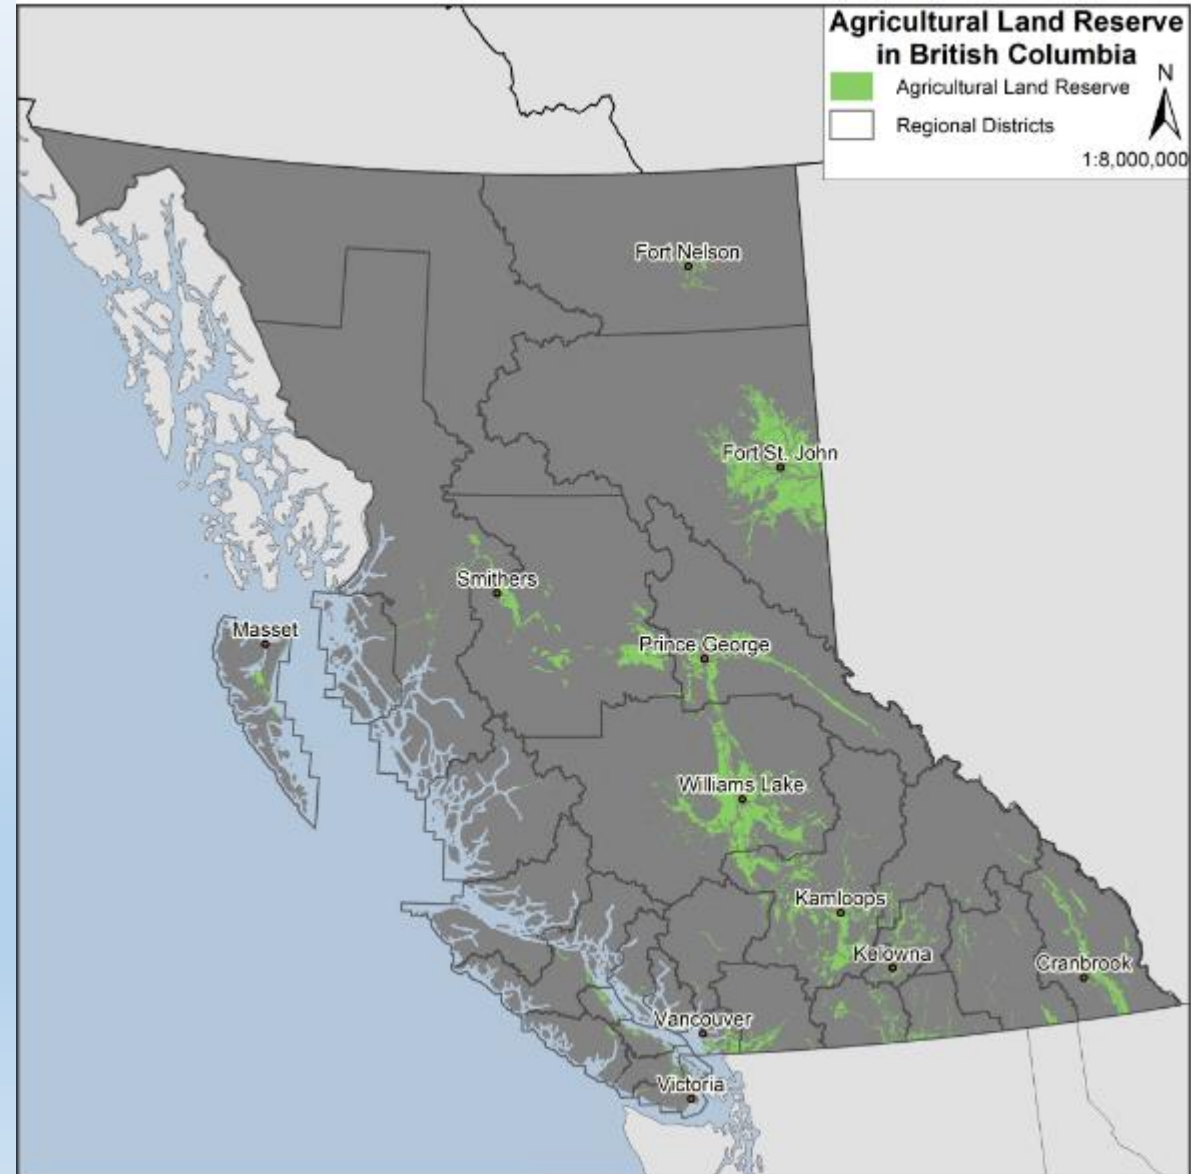 Agricultural Land Reserve
in British Columbia
Agricultural Land Reserve
N
Regional Districts
1:8,000,000
Fort Nelson
Fort St. John
Smithers
Masset
Prince George
Williams Lake
Kamloops
Kelowna
Cranbrook
Vancouver
Victoria